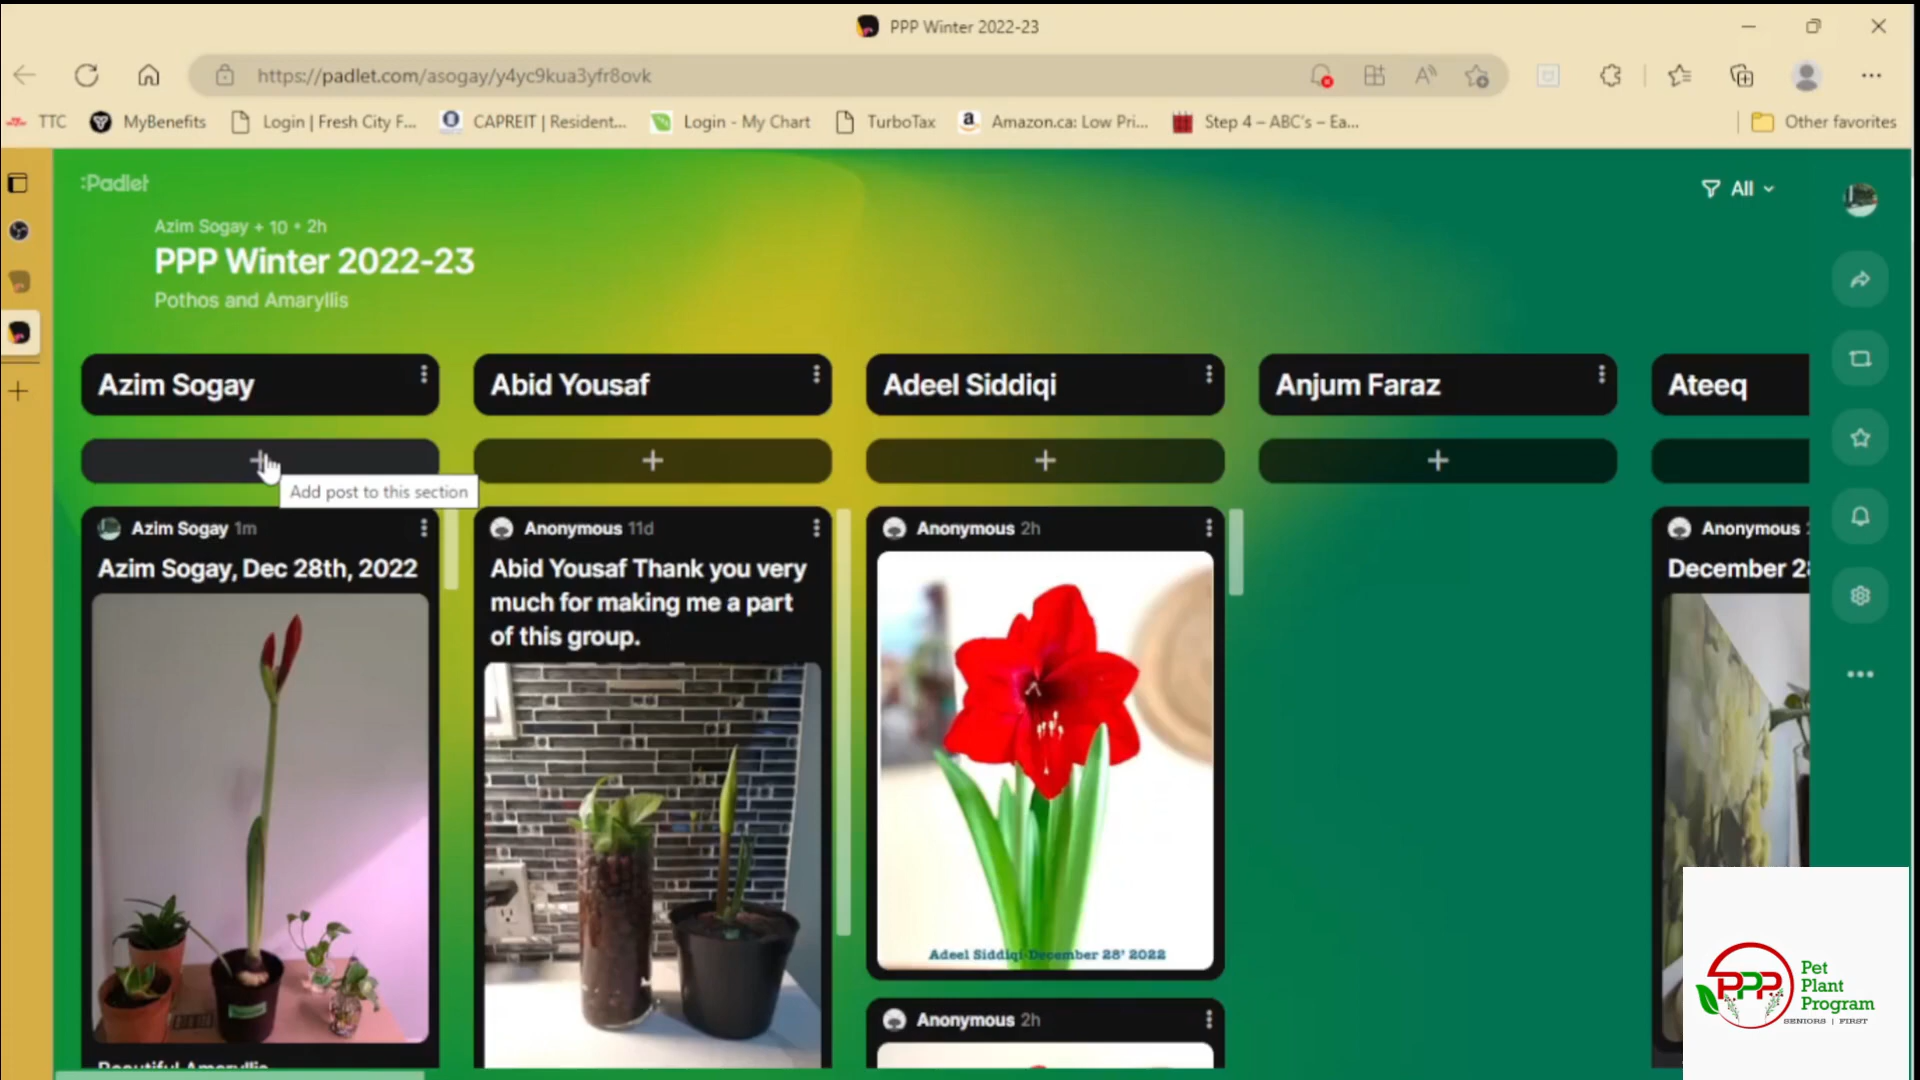 PPP Winter 2022-23
https://padlet.com/asogay/y4yc9kua3yfr8ovk
TTC
MyBenefits
Login | Fresh City F...
CAPREIT | Resident...
Login - My Chart
TurboTax
Amazon.ca: Low Pri...
Step 4 – ABC's – Ea...
Other favorites
:Padlet
All
Azim Sogay + 10 • 2h
PPP Winter 2022-23
Pothos and Amaryllis
Azim Sogay
Abid Yousaf
Adeel Siddiqi
Anjum Faraz
Ateeq
Add post to this section
Azim Sogay 1m
Azim Sogay, Dec 28th, 2022
Beautiful Amaryllis
Anonymous 11d
Abid Yousaf Thank you very
much for making me a part
of this group.
Anonymous 2h
Adeel Siddiqi-December 28' 2022
Anonymous 2h
Anonymous
December 2
PPP
Pet
Plant
Program
SENIORS | FIRST